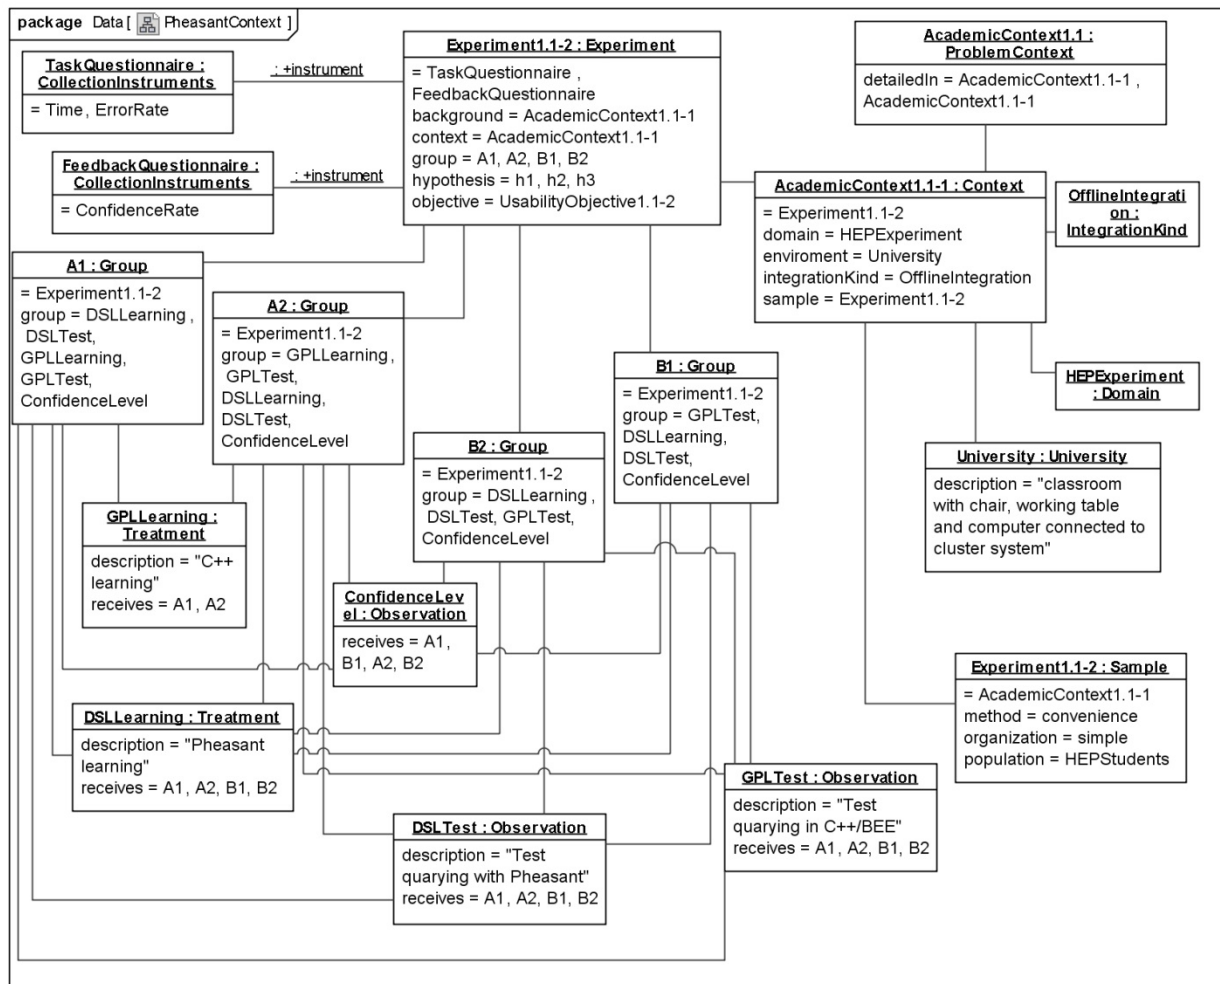 package Data [ PheasantContext ]
TaskQuestionnaire :
CollectionInstruments
= Time , ErrorRate
: +instrument
FeedbackQuestionnaire :
CollectionInstruments
= ConfidenceRate
: +instrument
Experiment1.1-2 : Experiment
= TaskQuestionnaire ,
FeedbackQuestionnaire
background = AcademicContext1.1-1
context = AcademicContext1.1-1
group = A1, A2, B1, B2
hypothesis = h1, h2, h3
objective = UsabilityObjective1.1-2
AcademicContext1.1 :
ProblemContext
detailedIn = AcademicContext1.1-1 ,
AcademicContext1.1-1
AcademicContext1.1-1 : Context
= Experiment1.1-2
domain = HEPExperiment
enviroment = University
integrationKind = OfflineIntegration
sample = Experiment1.1-2
OfflineIntegrati
on :
IntegrationKind
HEPExperiment
: Domain
A1 : Group
= Experiment1.1-2
group = DSLLearning ,
DSLTest,
GPLLearning,
GPLTest,
ConfidenceLevel
A2 : Group
= Experiment1.1-2
group = GPLLearning ,
GPLTest,
DSLLearning,
DSLTest,
ConfidenceLevel
B2 : Group
= Experiment1.1-2
group = DSLLearning ,
DSLTest, GPLTest,
ConfidenceLevel
B1 : Group
= Experiment1.1-2
group = GPLTest,
DSLLearning,
DSLTest,
ConfidenceLevel
University : University
description = "classroom
with chair, working table
and computer connected to
cluster system"
GPLLearning :
Treatment
description = "C++
learning"
receives = A1, A2
ConfidenceLev
el : Observation
receives = A1,
B1, A2, B2
Experiment1.1-2 : Sample
= AcademicContext1.1-1
method = convenience
organization = simple
population = HEPStudents
DSLLearning : Treatment
description = "Pheasant
learning"
receives = A1, A2, B1, B2
GPLTest : Observation
description = "Test
quarying in C++/BEE"
receives = A1, A2, B1, B2
DSLTest : Observation
description = "Test
quarying with Pheasant"
receives = A1, A2, B1, B2